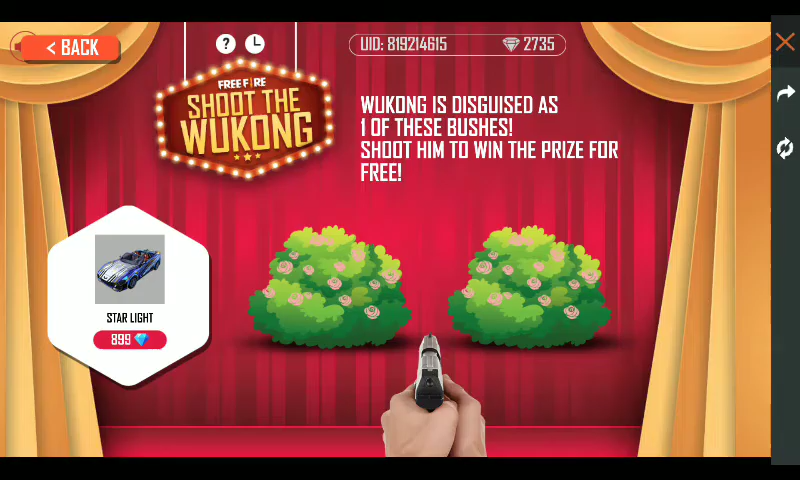 < BACK
?
UID: 819214615
2735
FREE FIRE
SHOOT THE
WUKONG
WUKONG IS DISGUISED AS
1 OF THESE BUSHES!
SHOOT HIM TO WIN THE PRIZE FOR
FREE!
STAR LIGHT
899